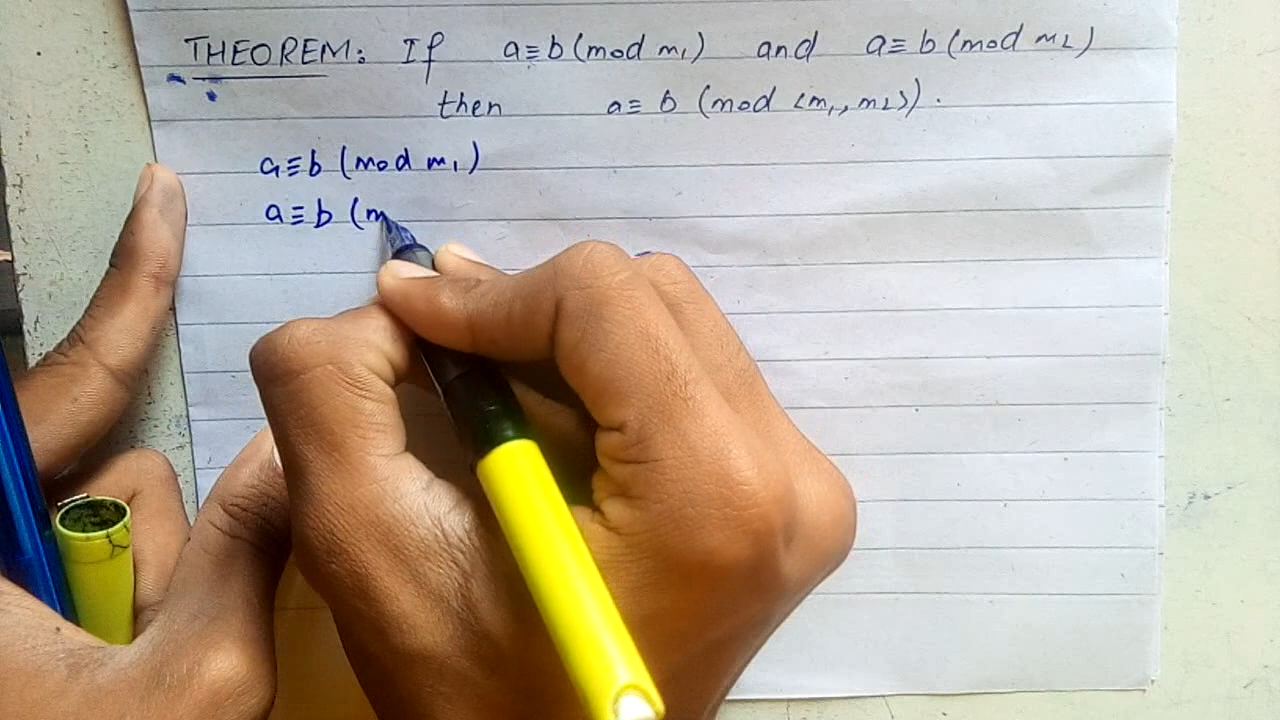 THEOREM: If a≡b(mod m₁) and a≡b(mod m₂)
then a≡ b (mod <m₁, m₂>).
a≡b (mod m₁)
a≡b (m